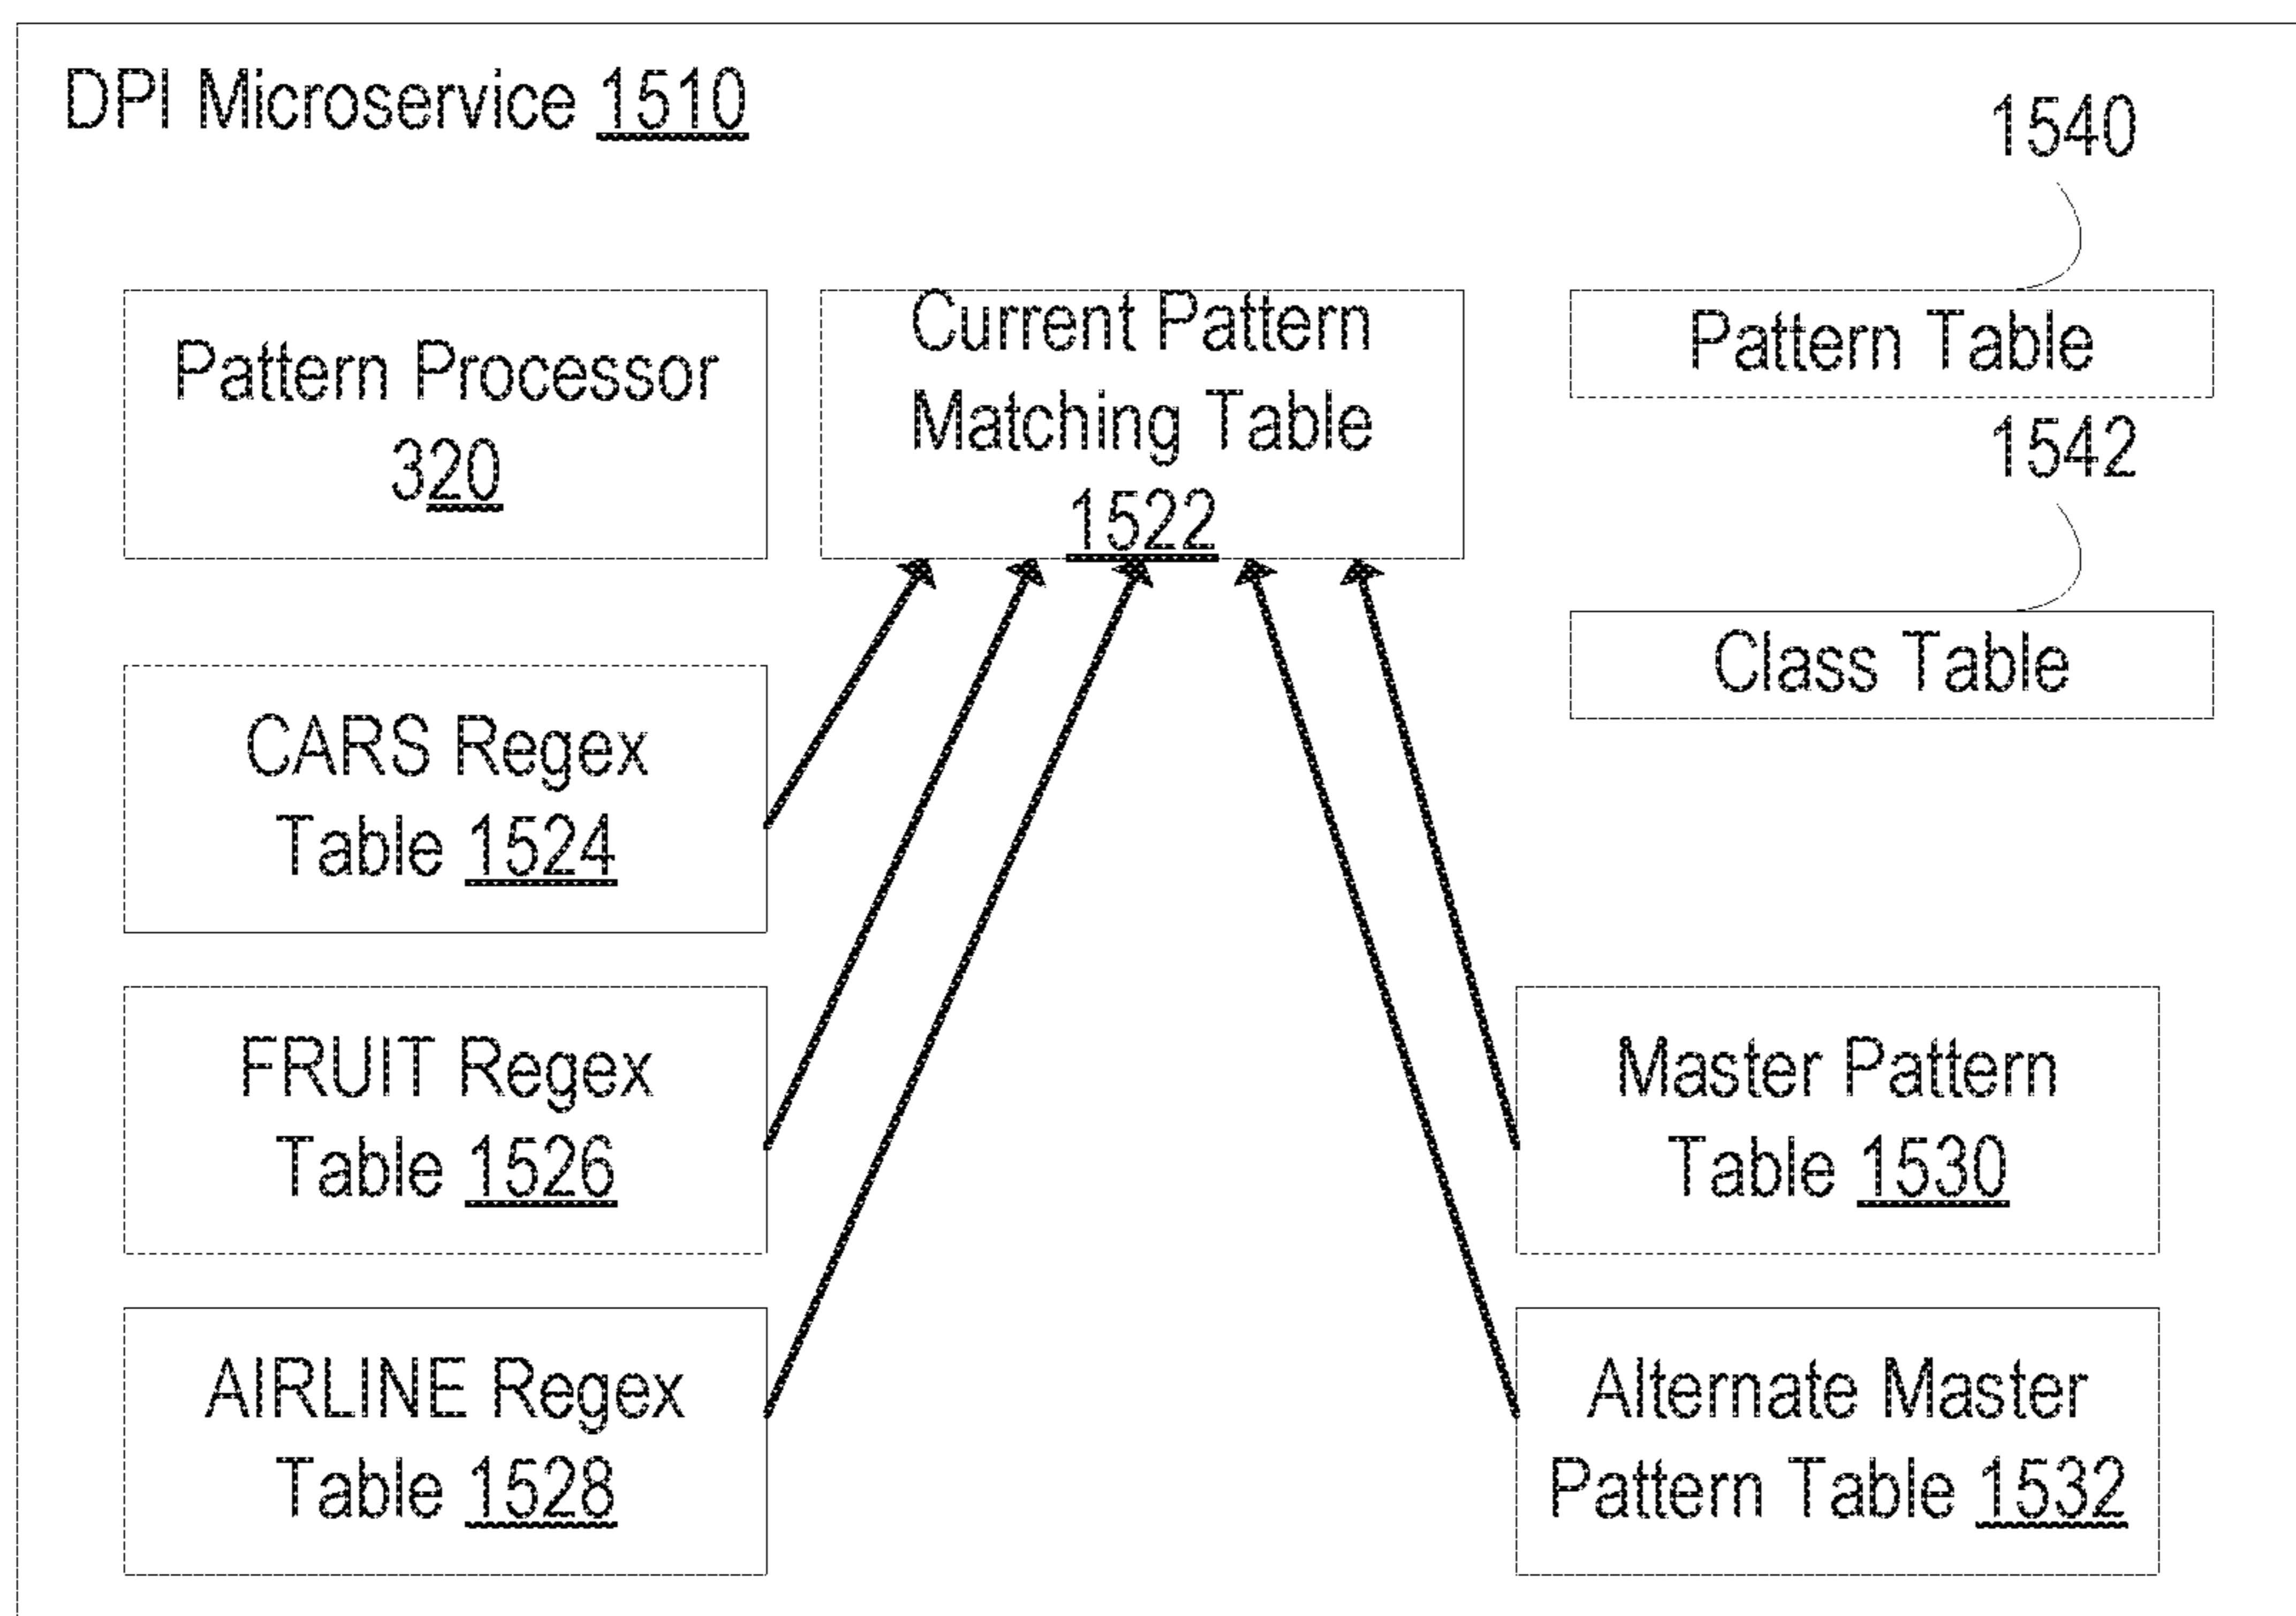 DPI Microservice 1510
1540
Pattern Processor
320
Current Pattern
Matching Table
1522
Pattern Table
1542
Class Table
CARS Regex
Table 1524
FRUIT Regex
Table 1526
Master Pattern
Table 1530
AIRLINE Regex
Table 1528
Alternate Master
Pattern Table 1532